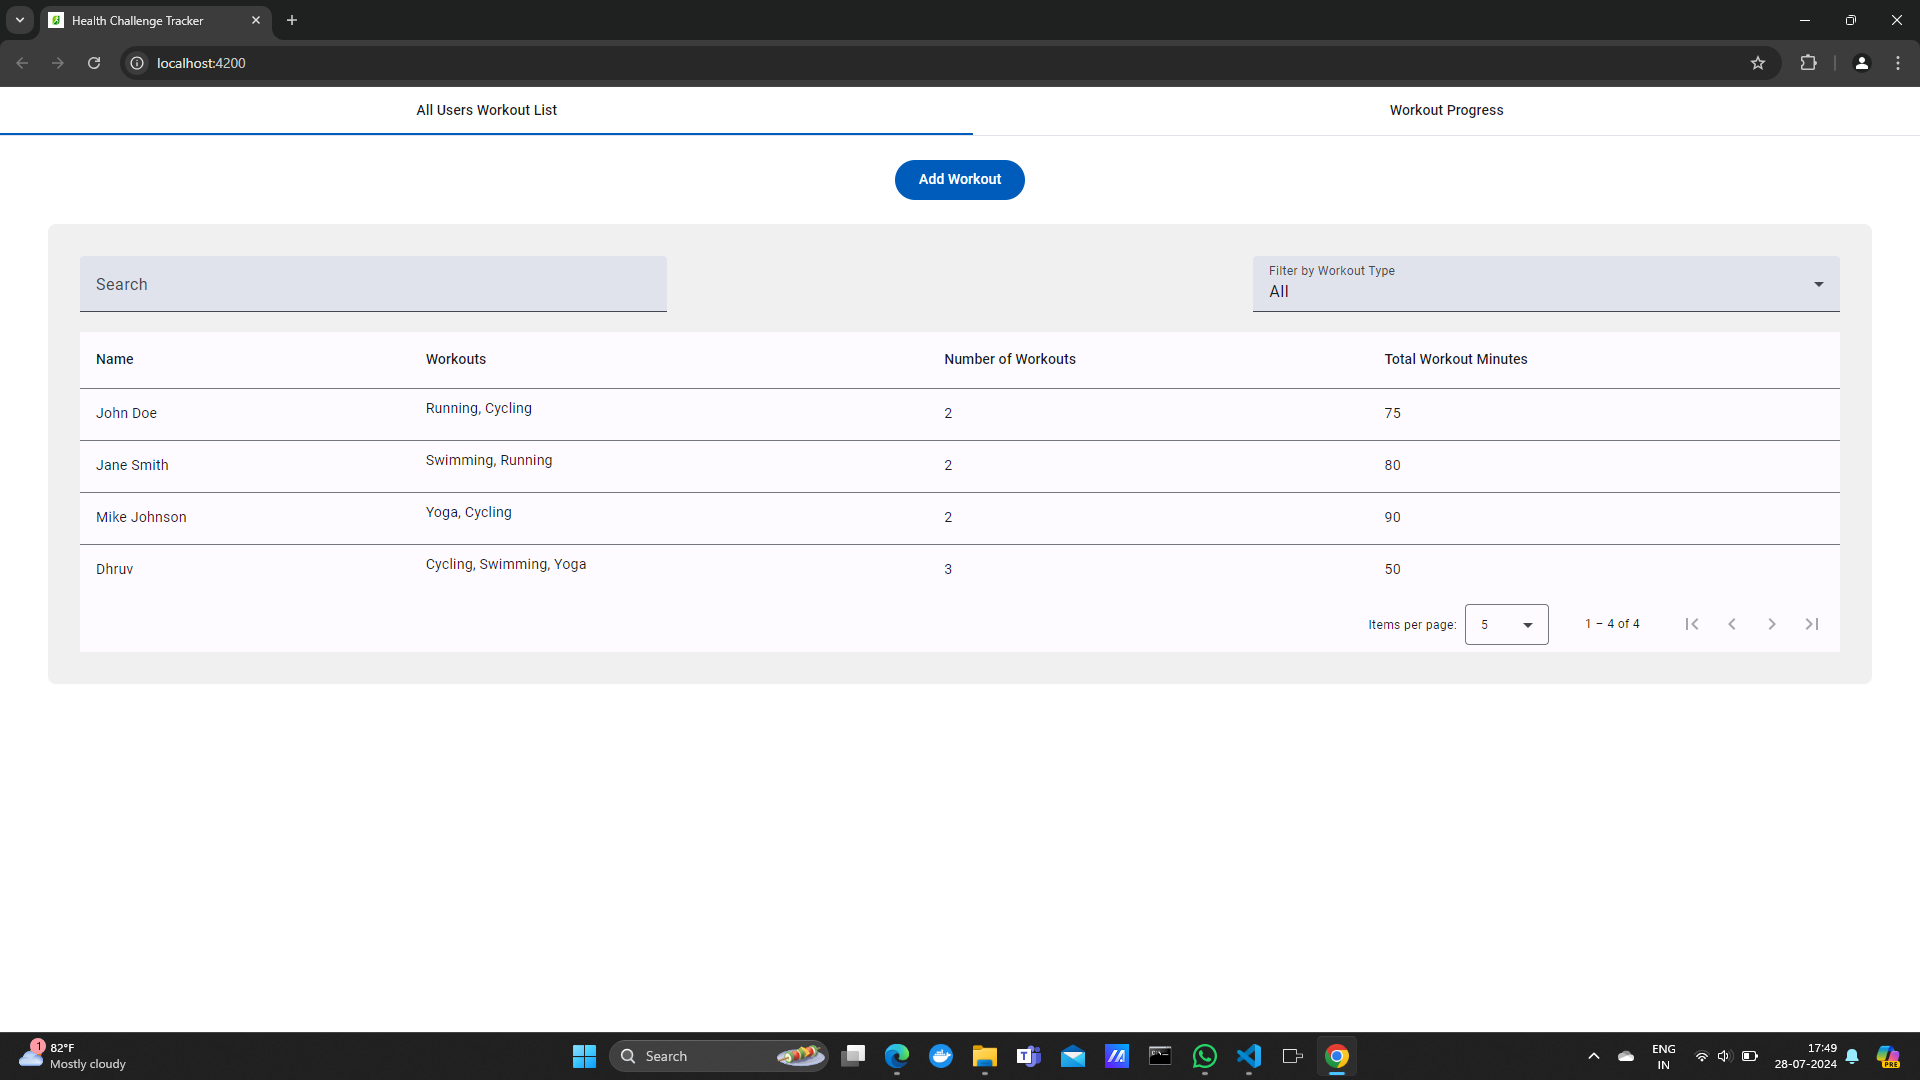 Health Challenge Tracker
localhost:4200
All Users Workout List Workout Progress
Add Workout
Search
Filter by Workout Type
All
Name Workouts Number of Workouts Total Workout Minutes
John Doe Running, Cycling 2 75
Jane Smith Swimming, Running 2 80
Mike Johnson Yoga, Cycling 2 90
Dhruv Cycling, Swimming, Yoga 3 50
Items per page: 5 1 – 4 of 4
1 82°F
Mostly cloudy
Search
ENG
IN
17:49
28-07-2024
PRE